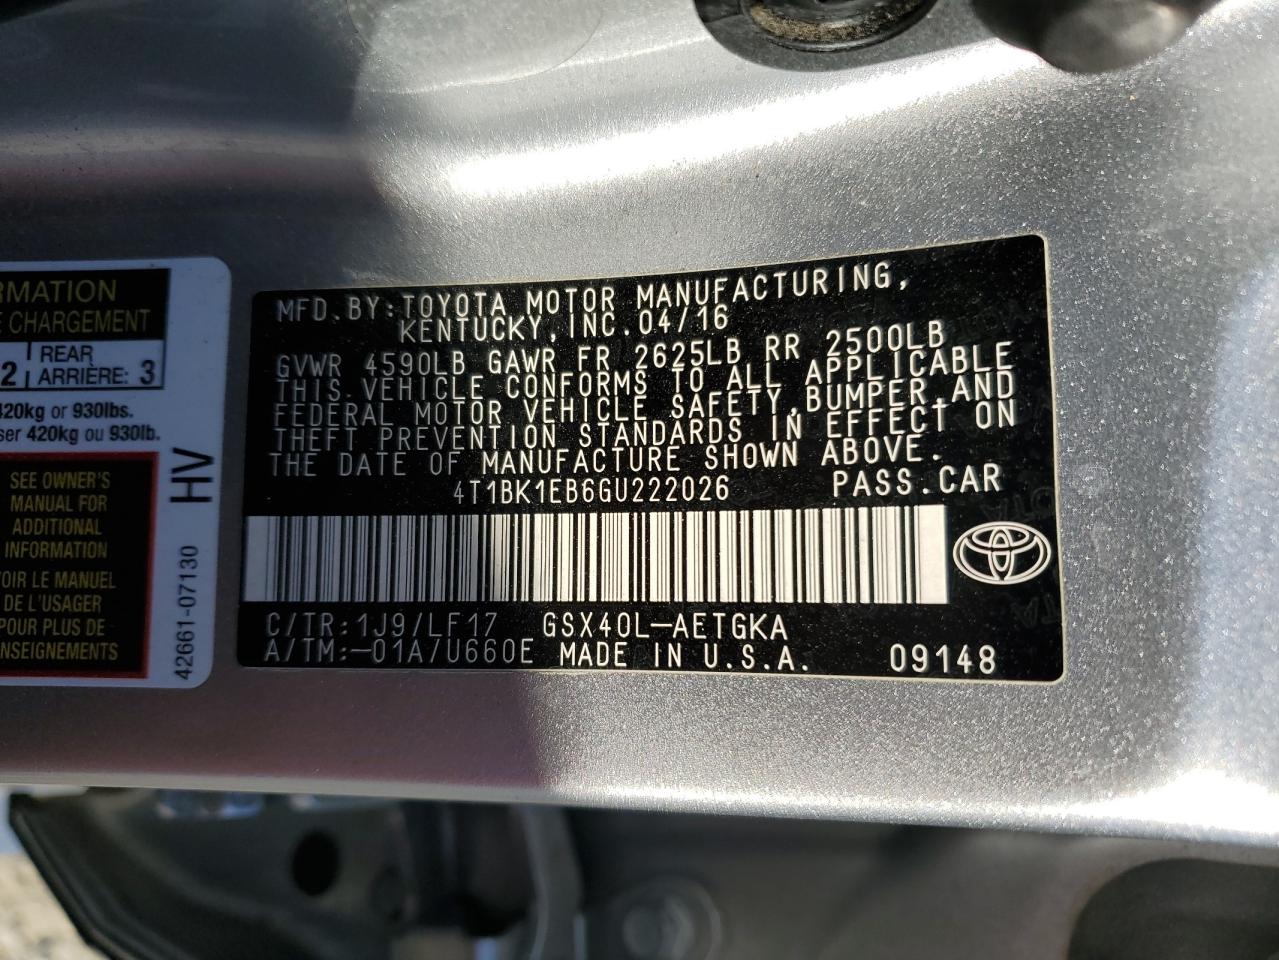 RMATION
E CHARGEMENT
2 REAR
ARRIÈRE: 3
420kg or 930lbs.
ser 420kg ou 930lb.
SEE OWNER'S
MANUAL FOR
ADDITIONAL
INFORMATION
OIR LE MANUEL
DE L'USAGER
POUR PLUS DE
NSEIGNEMENTS
HV
42661-07130
MFD.BY:TOYOTA MOTOR MANUFACTURING,
KENTUCKY,INC.04/16
GVWR 4590LB GAWR FR 2625LB RR 2500LB
THIS VEHICLE CONFORMS TO ALL APPLICABLE
FEDERAL MOTOR VEHICLE SAFETY,BUMPER,AND
THEFT PREVENTION STANDARDS IN EFFECT ON
THE DATE OF MANUFACTURE SHOWN ABOVE.
4T1BK1EB6GU222026 PASS.CAR
C/TR:1J9/LF17 GSX40L-AETGKA
A/TM:-01A/U660E MADE IN U.S.A. 09148